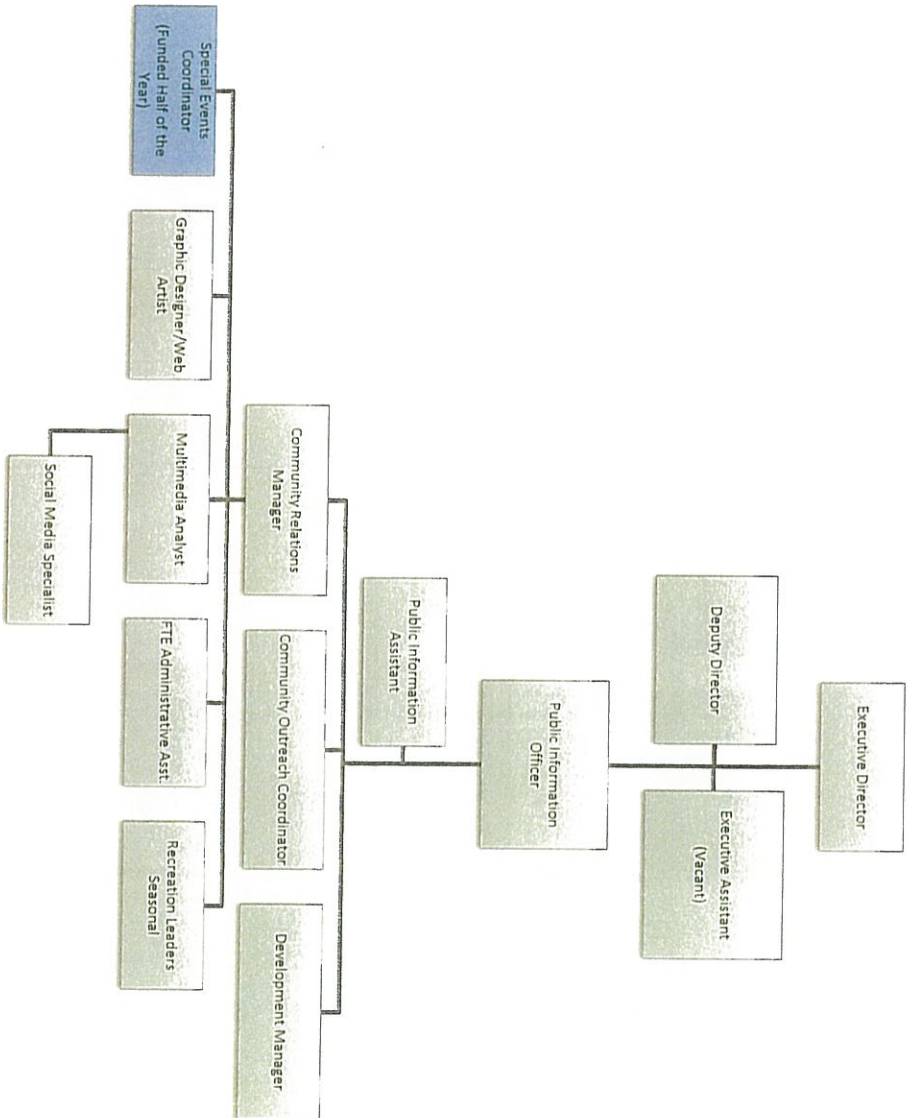 Executive Director
Deputy Director
Executive Assistant
(Vacant)
Public Information
Officer
Public Information
Assistant
Community Relations
Manager
Community Outreach Coordinator
Development Manager
Special Events
Coordinator
(Funded Half of the
Year)
Graphic Designer/Web
Artist
Multimedia Analyst
FTE Administrative Asst.
Recreation Leaders
Seasonal
Social Media Specialist